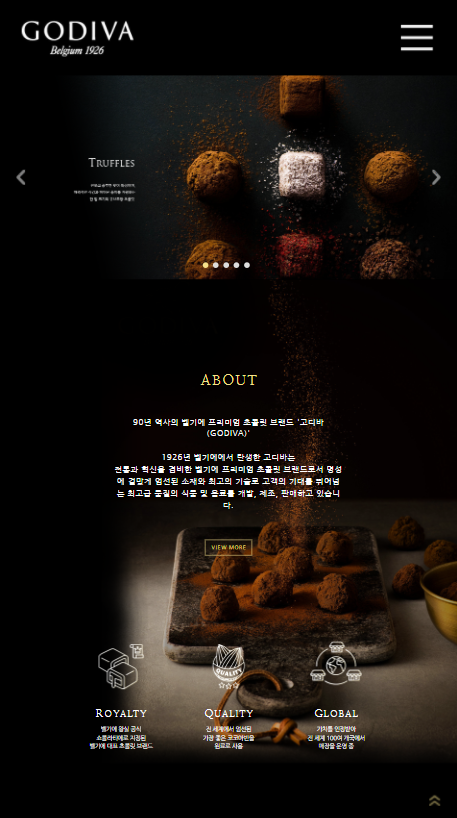 GODIVA
Belgium 1926
TRUFFLES
ABOUT
90년 역사의 벨기에 프리미엄 초콜릿 브랜드 '고디바
(GODIVA)'
1926년 벨기에에서 탄생한 고디바는
전통과 혁신을 겸비한 벨기에 프리미엄 초콜릿 브랜드로서 명성
에 걸맞게 엄선된 소재와 최고의 기술로 고객의 기대를 뛰어넘
는 최고급 품질의 식품 및 음료를 개발, 제조, 판매하고 있습니
다.
VIEW MORE
QUALITY
ROYALTY
QUALITY
GLOBAL
벨기에 왕실 공식
쇼콜라티에로 지정된
벨기에 대표 초콜릿 브랜드
전 세계에서 엄선된
가장 좋은 코코아빈을
원료로 사용
가치를 인정받아
전 세계 100여 개국에서
매장을 운영 중